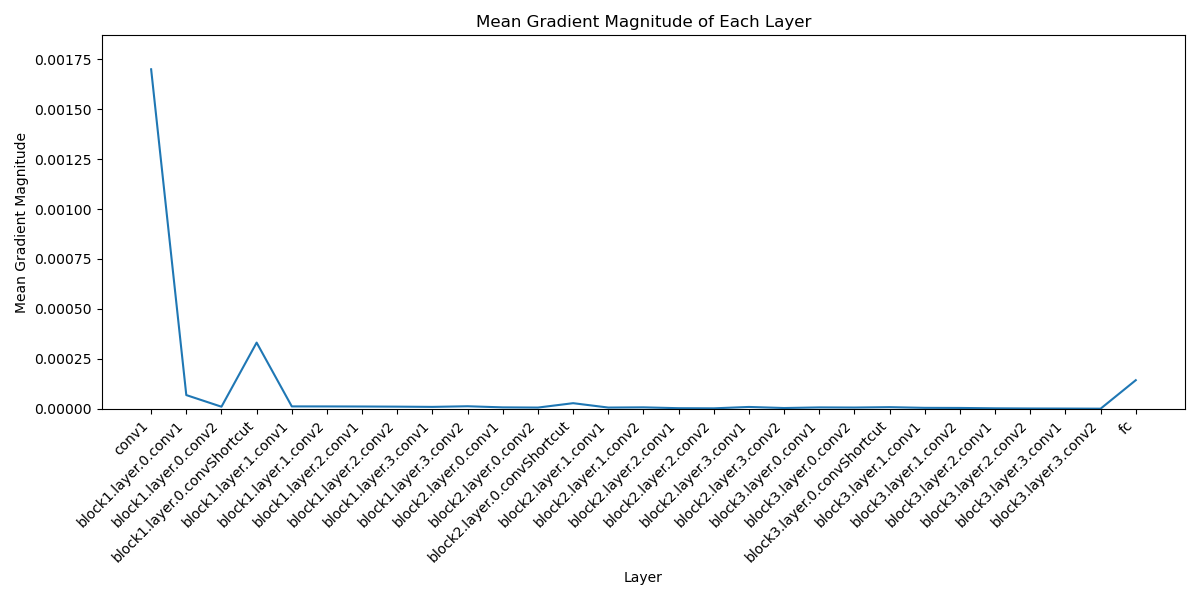 Mean Gradient Magnitude of Each Layer
Mean Gradient Magnitude
0.00175
0.00150
0.00125
0.00100
0.00075
0.00050
0.00025
0.00000
conv1
block1.layer.0.conv1
block1.layer.0.conv2
block1.layer.0.convShortcut
block1.layer.1.conv1
block1.layer.1.conv2
block1.layer.2.conv1
block1.layer.2.conv2
block1.layer.3.conv1
block1.layer.3.conv2
block2.layer.0.conv1
block2.layer.0.conv2
block2.layer.0.convShortcut
block2.layer.1.conv1
block2.layer.1.conv2
block2.layer.2.conv1
block2.layer.2.conv2
block2.layer.3.conv1
block2.layer.3.conv2
block3.layer.0.conv1
block3.layer.0.conv2
block3.layer.0.convShortcut
block3.layer.1.conv1
block3.layer.1.conv2
block3.layer.2.conv1
block3.layer.2.conv2
block3.layer.3.conv1
block3.layer.3.conv2
fc
Layer